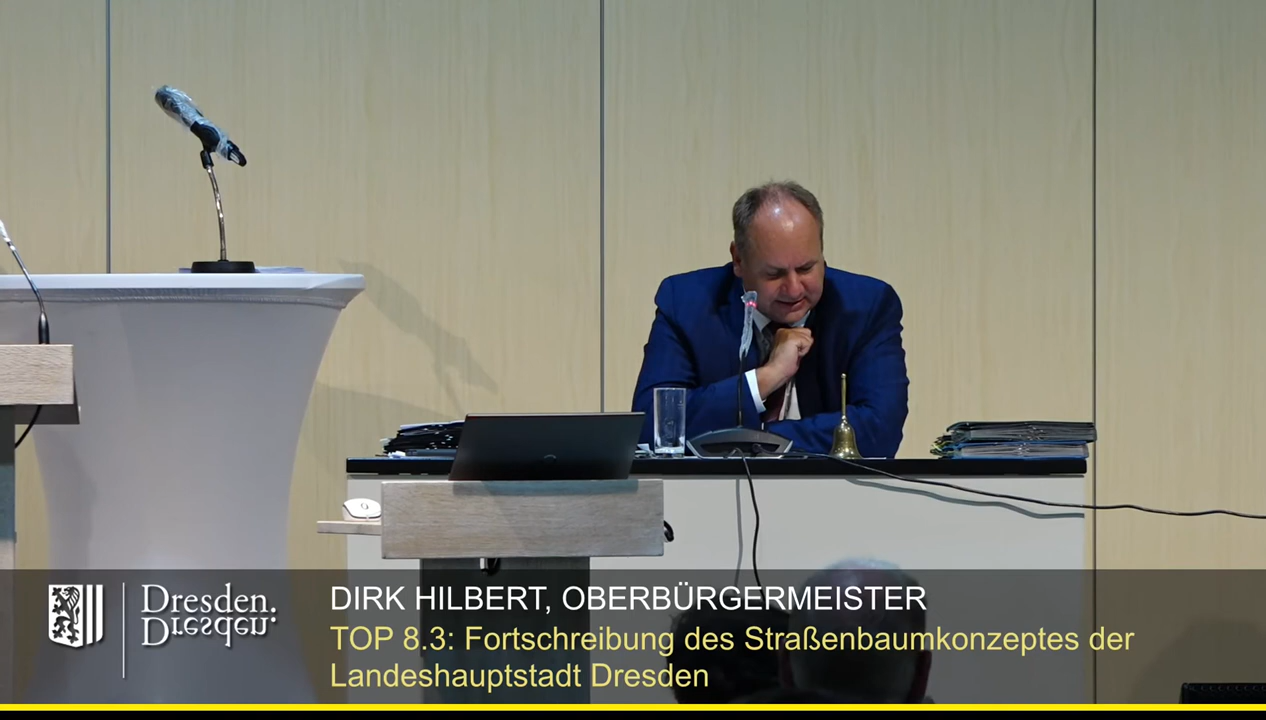 Dresden.
Dresden.
DIRK HILBERT, OBERBÜRGERMEISTER
TOP 8.3: Fortschreibung des Straßenbaumkonzeptes der
Landeshauptstadt Dresden